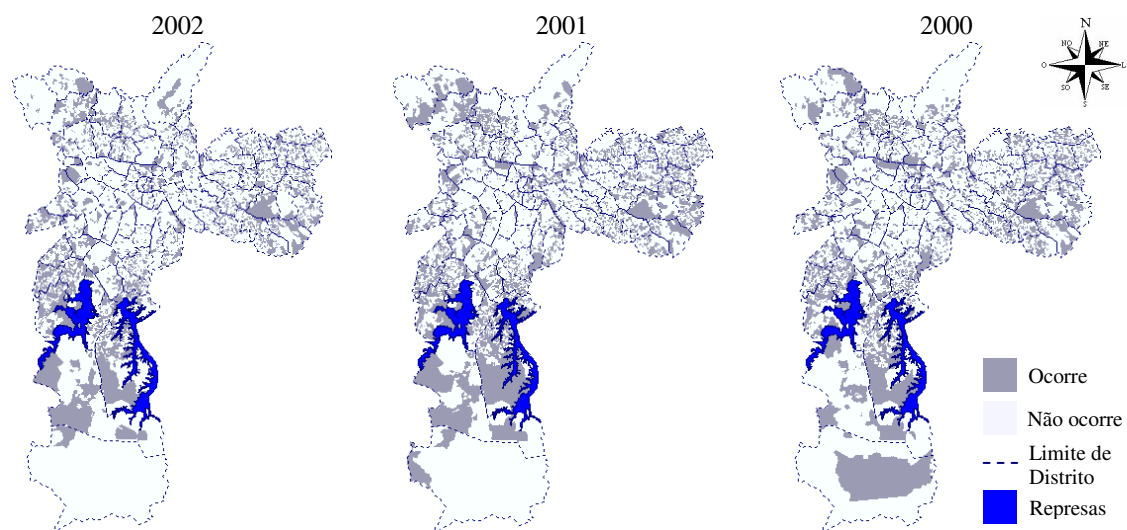 2002
2001
2000
N
NO
NE
O
L
SO
SE
S
Ocorre
Não ocorre
Limite de
Distrito
Represas